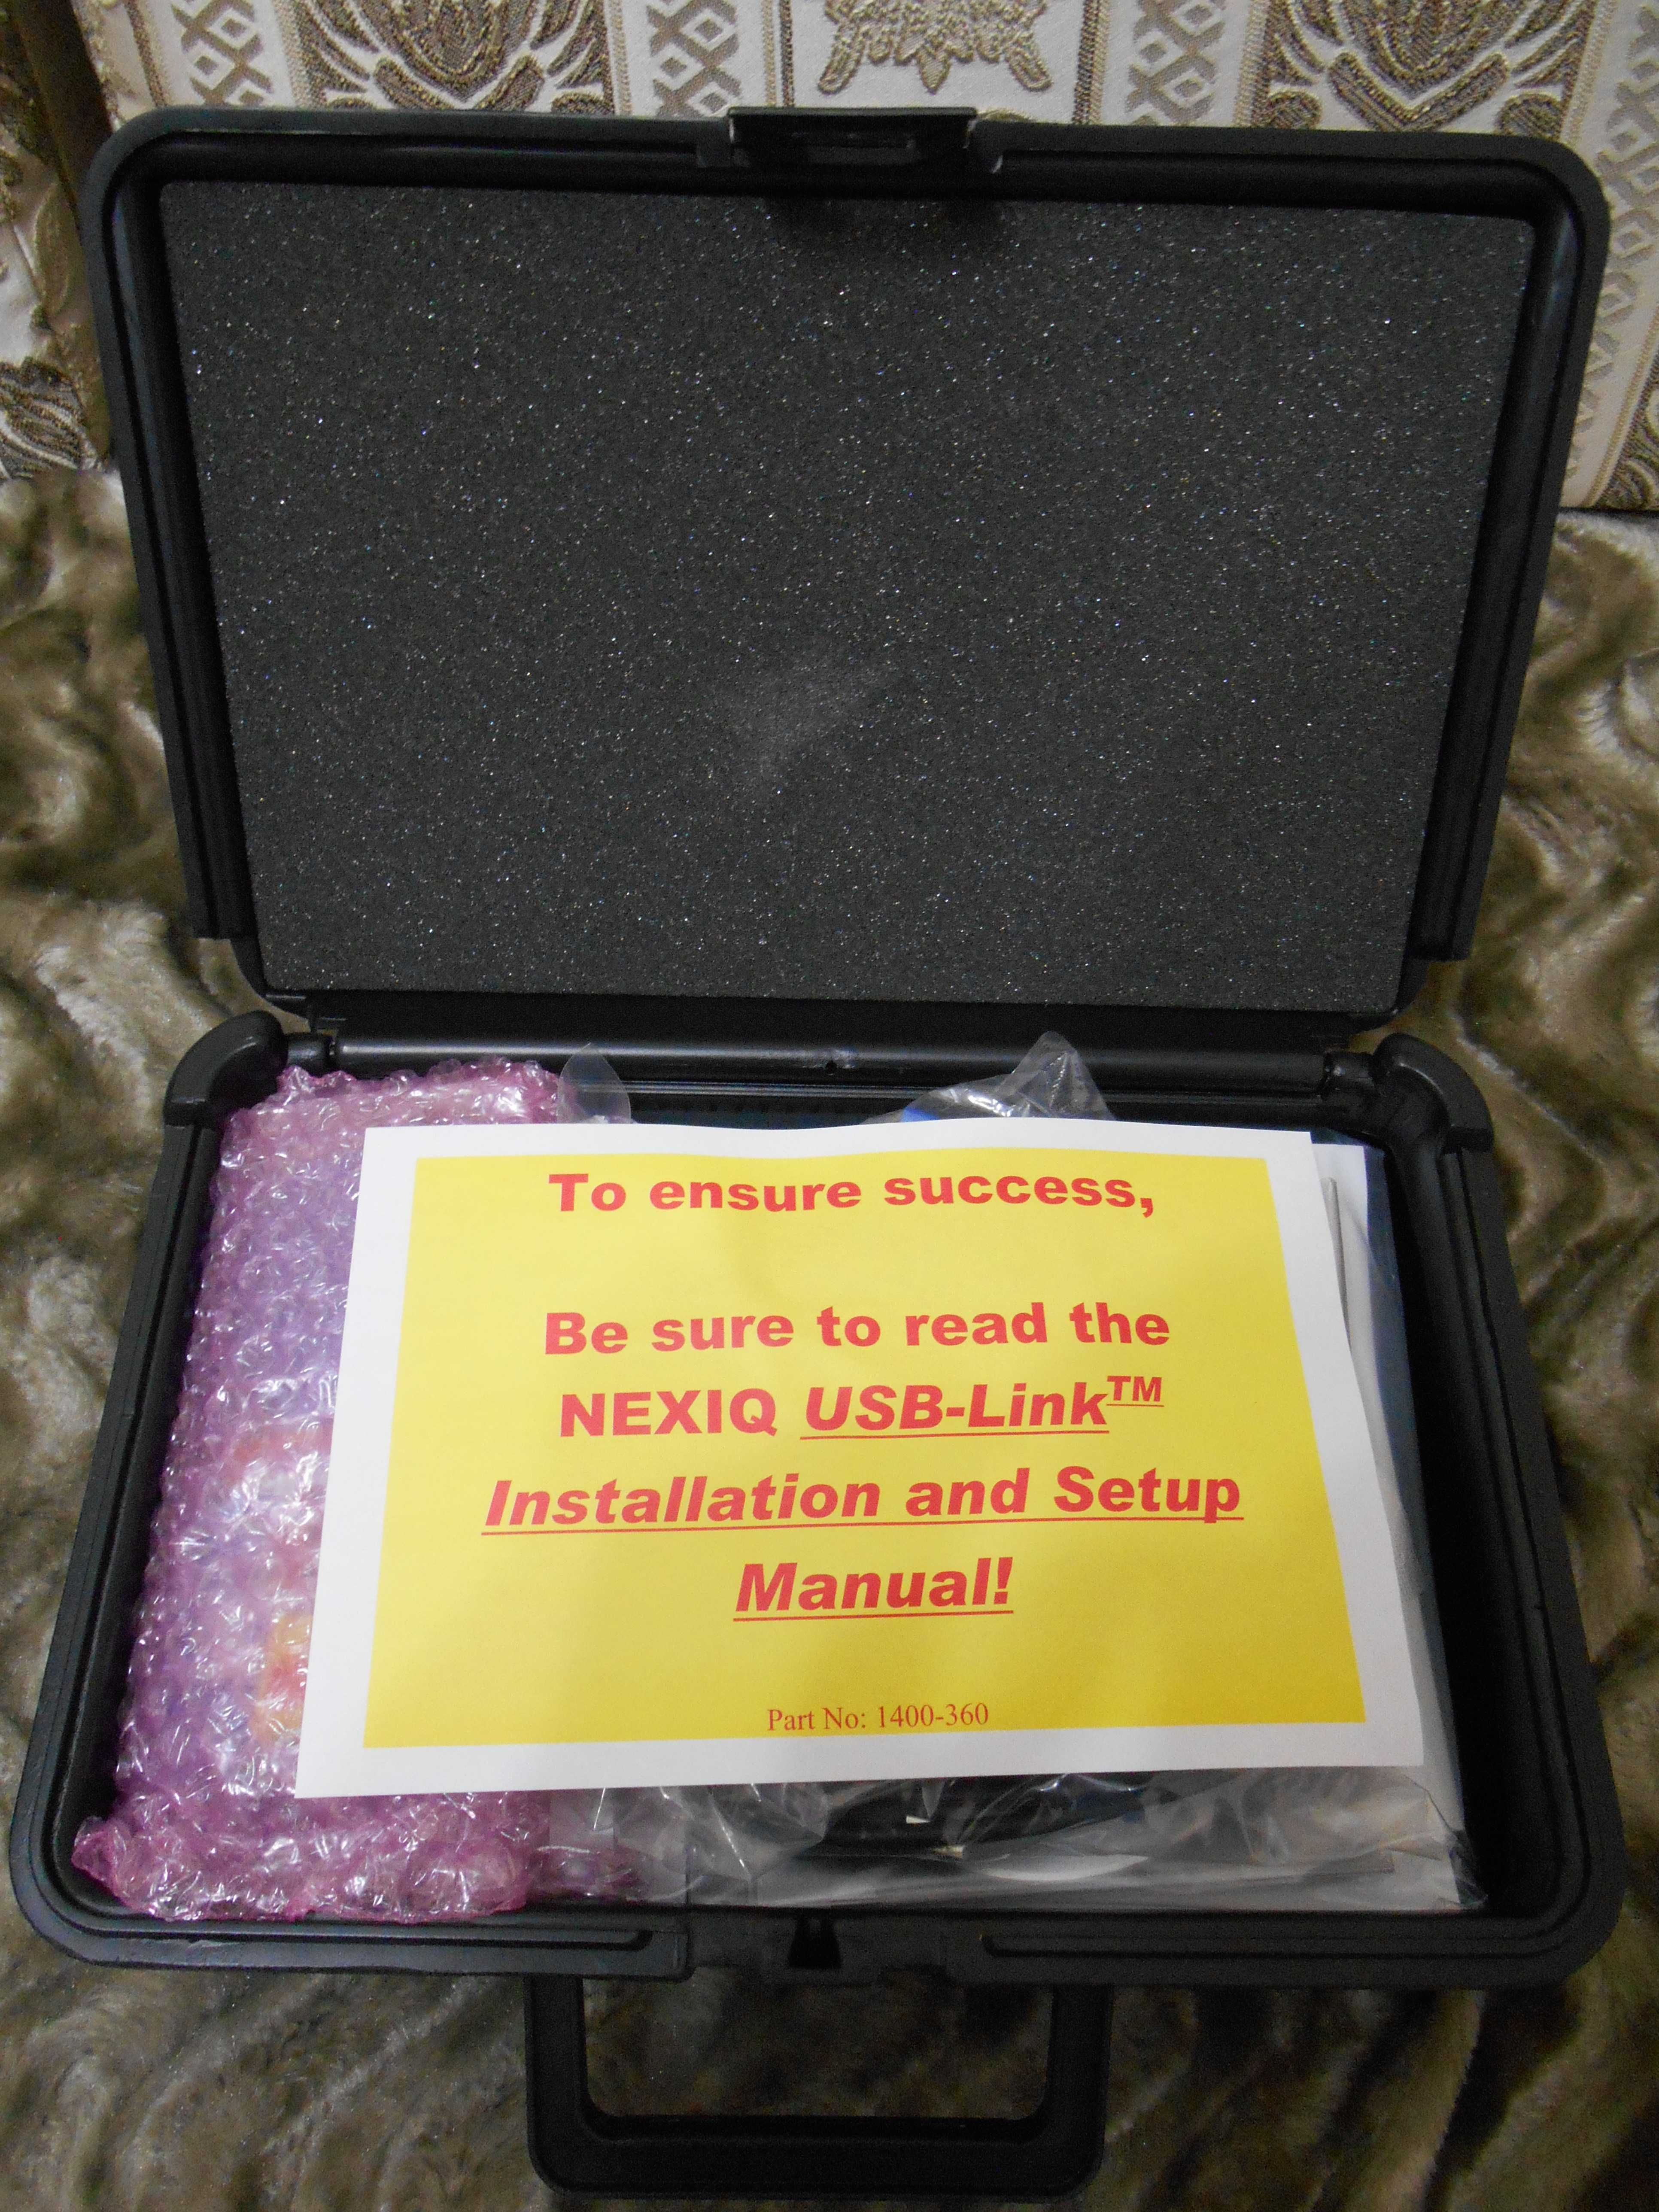 To ensure success,
Be sure to read the
NEXIQ USB-Link™
Installation and Setup
Manual!
Part No: 1400-360